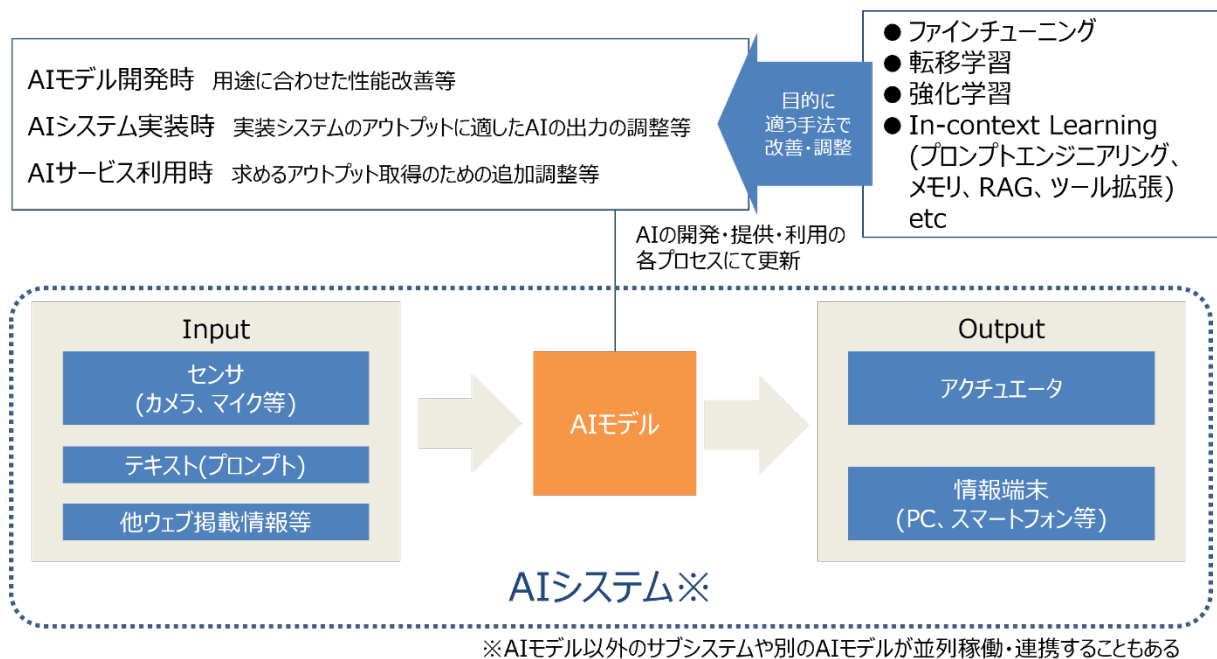 AIモデル開発時 用途に合わせた性能改善等
AIシステム実装時 実装システムのアウトプットに適したAIの出力の調整等
AIサービス利用時 求めるアウトプット取得のための追加調整等
目的に
適う手法で
改善・調整
● ファインチューニング
● 転移学習
● 強化学習
● In-context Learning
(プロンプトエンジニアリング、
メモリ、RAG、ツール拡張)
etc
AIの開発・提供・利用の
各プロセスにて更新
Input
センサ
(カメラ、マイク等)
テキスト(プロンプト)
他ウェブ掲載情報等
AIモデル
Output
アクチュエータ
情報端末
(PC、スマートフォン等)
AIシステム※
※AIモデル以外のサブシステムや別のAIモデルが並列稼働・連携することもある